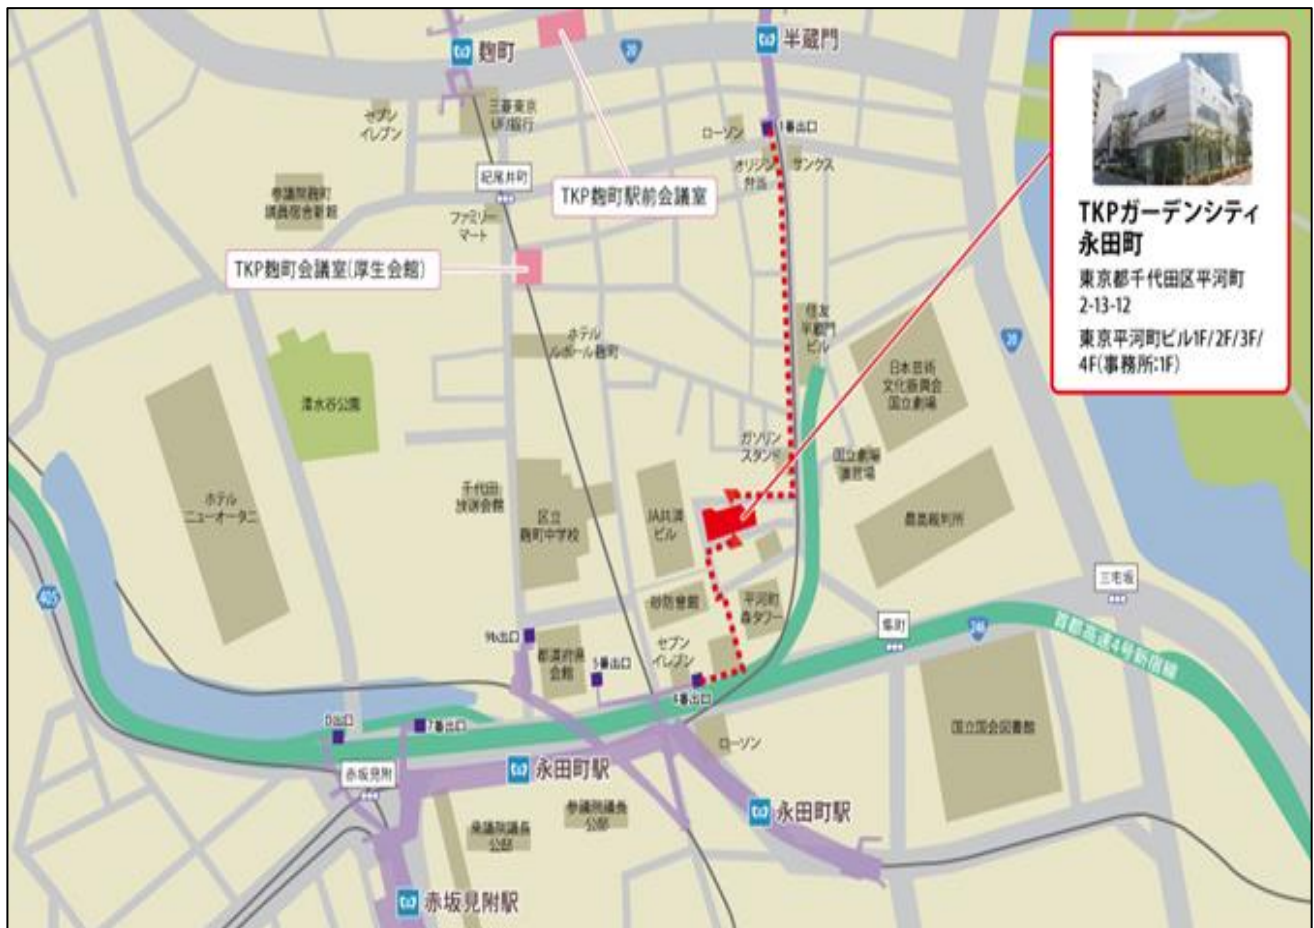 麹町
20
半蔵門
セブン
イレブン
三菱東京
UFJ銀行
ローソン
1番出口
オリジン
弁当
サンクス
紀尾井町
参議院麹町
議員宿舎新館
TKP麹町駅前会議室
ファミリー
マート
TKP麹町会議室(厚生会館)
TKPガーデンシティ
永田町
東京都千代田区平河町
2-13-12
東京平河町ビル1F/2F/3F/
4F(事務所:1F)
ホテル
ルポール麹町
住友
半蔵門
ビル
20
日本芸術
文化振興会
国立劇場
清水谷公園
ガソリン
スタンド
国立劇場
演芸場
ホテル
ニューオータニ
千代田
放送会館
区立
麹町中学校
JA共済
ビル
最高裁判所
405
砂防会館
平河町
森タワー
三宅坂
隼町
246
首都高速4号新宿線
9b出口
都道府県
会館
5番出口
セブン
イレブン
4番出口
D出口
7番出口
国立国会図書館
赤坂見附
永田町駅
ローソン
参議院議長
公邸
衆議院議長
公邸
永田町駅
赤坂見附駅